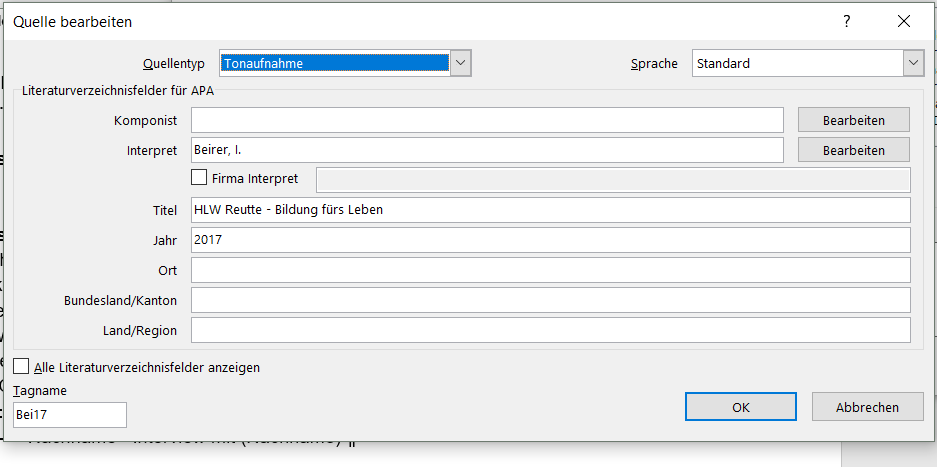 Quelle bearbeiten ?
Quellentyp Tonaufnahme Sprache Standard
Literaturverzeichnisfelder für APA
Komponist Bearbeiten
Interpret Beirer, I. Bearbeiten
Firma Interpret
Titel HLW Reutte - Bildung fürs Leben
Jahr 2017
Ort
Bundesland/Kanton
Land/Region
Alle Literaturverzeichnisfelder anzeigen
Tagname
Bei17
OK Abbrechen